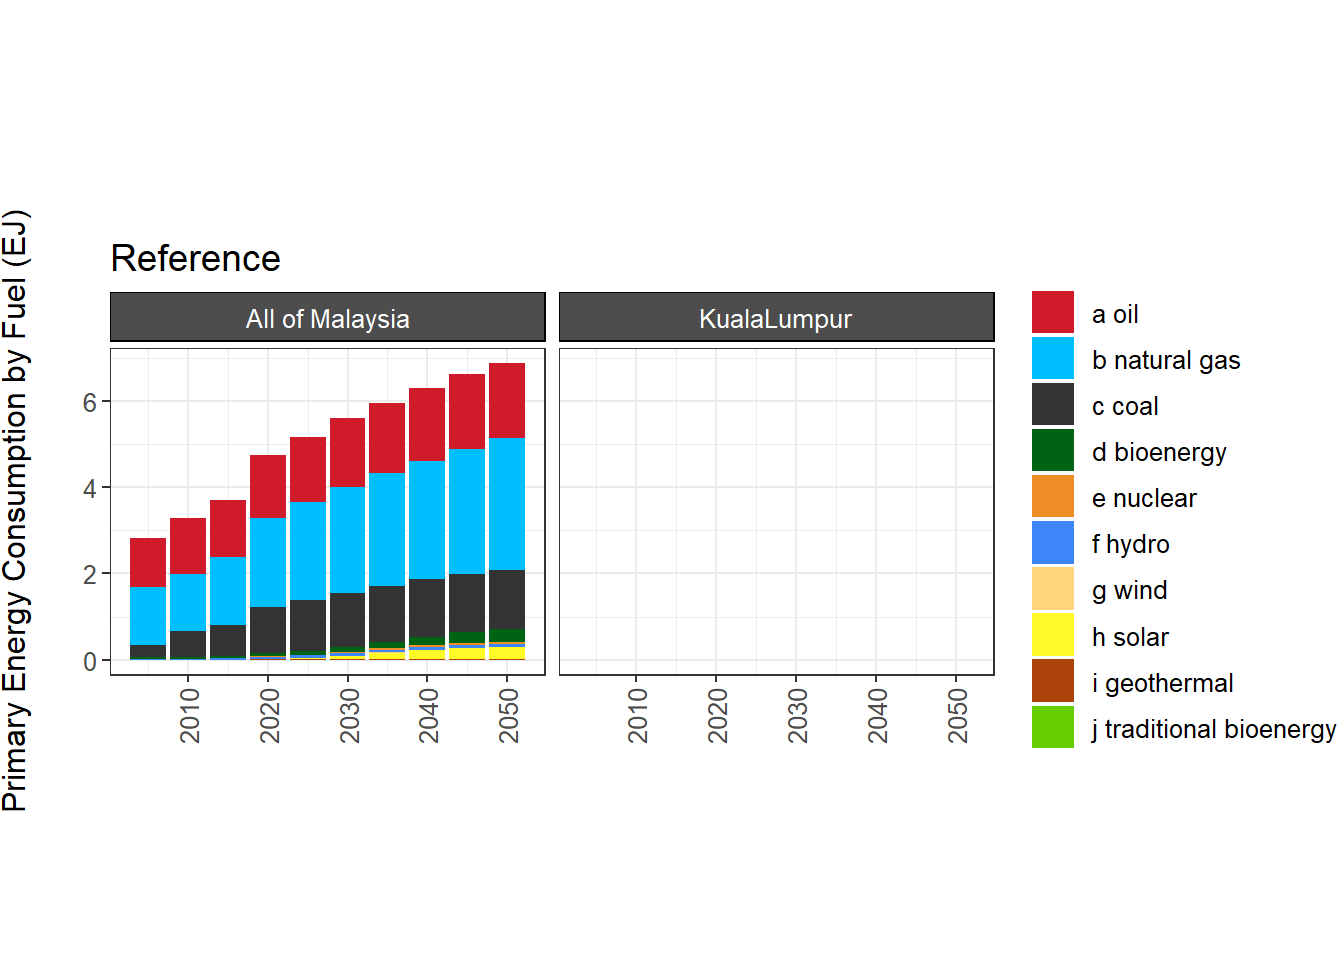 Primary Energy Consumption by Fuel (EJ)
Reference
All of Malaysia
KualaLumpur
6
4
2
0
2010
2020
2030
2040
2050
2010
2020
2030
2040
2050
a oil
b natural gas
c coal
d bioenergy
e nuclear
f hydro
g wind
h solar
i geothermal
j traditional bioenergy